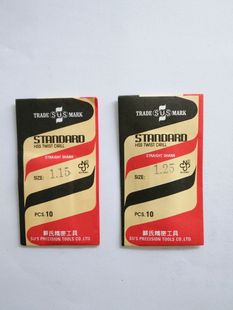 TRADE SUS MARK
STANDARD
HSS TWIST DRILL
STRAIGHT SHANK
SIZE: 1.15
PCS. 10
蘇氏精密工具
SU'S PRECISION TOOLS CO., LTD.
TRADE SUS MARK
STANDARD
HSS TWIST DRILL
STRAIGHT SHANK
SIZE: 1.25
PCS. 10
蘇氏精密工具
SU'S PRECISION TOOLS CO., LTD.